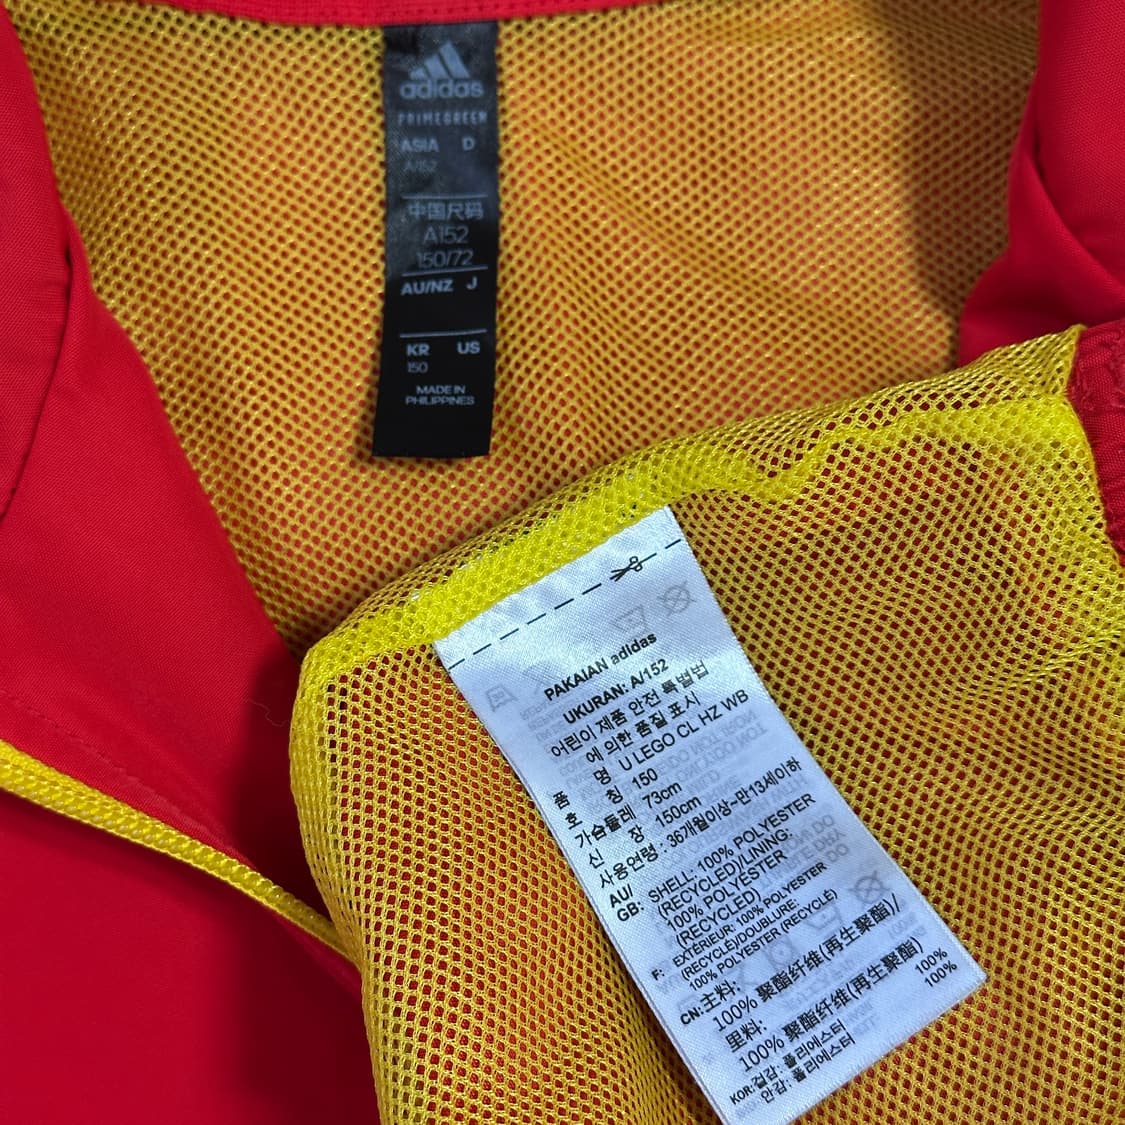 adidas
PRIMEGREEN
ASIA D
A152
中国尺码
A152
150/72
AU/NZ J
KR US
150
MADE IN
PHILIPPINES
PAKAIAN adidas
UKURAN: A/152
어린이 제품 안전 특별법
에 의한 품질 표시
품 명 U LEGO CL HZ WB
호 칭 150
가슴둘레 73cm
신 장 150cm
사용연령 : 36개월이상~만13세이하
AU/
GB: SHELL: 100% POLYESTER
(RECYCLED)/LINING:
100% POLYESTER
(RECYCLED)
F: EXTÉRIEUR: 100% POLYESTER
(RECYCLÉ)/DOUBLURE:
100% POLYESTER (RECYCLÉ)
CN:主料:
100% 聚酯纤维(再生聚酯)/
里料:
100% 聚酯纤维(再生聚酯)
KOR:겉감: 폴리에스터 100%
안감: 폴리에스터 100%